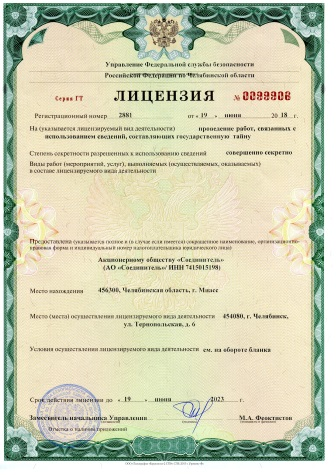 Управление Федеральной службы безопасности
Российской Федерации по Челябинской области
Серия ГТ
ЛИЦЕНЗИЯ
Регистрационный номер 2881 от « 19 » июня 2018 г.
На (указывается лицензируемый вид деятельности) проведение работ, связанных с
использованием сведений, составляющих государственную тайну
Степень секретности разрешенных к использованию сведений совершенно секретно
Виды работ (мероприятий, услуг), выполняемых (осуществляемых, оказываемых)
в составе лицензируемого вида деятельности
Предоставлена (указывается полное и (в случае если имеется) сокращенное наименование, организационно-
правовая форма и индивидуальный номер налогоплательщика юридического лица)
Акционерному обществу «Соединитель»
(АО «Соединитель» ИНН 7415015198)
Место нахождения 456300, Челябинская область, г. Миасс
Место (места) осуществления лицензируемого вида деятельности 454080, г. Челябинск,
ул. Тернопольская, д. 6
Условия осуществления лицензируемого вида деятельности см. на обороте бланка
Срок действия лицензии до « 19 » июня 2023 г.
Заместитель начальника Управления М.А. Феоктистов
Отметка о наличии приложений